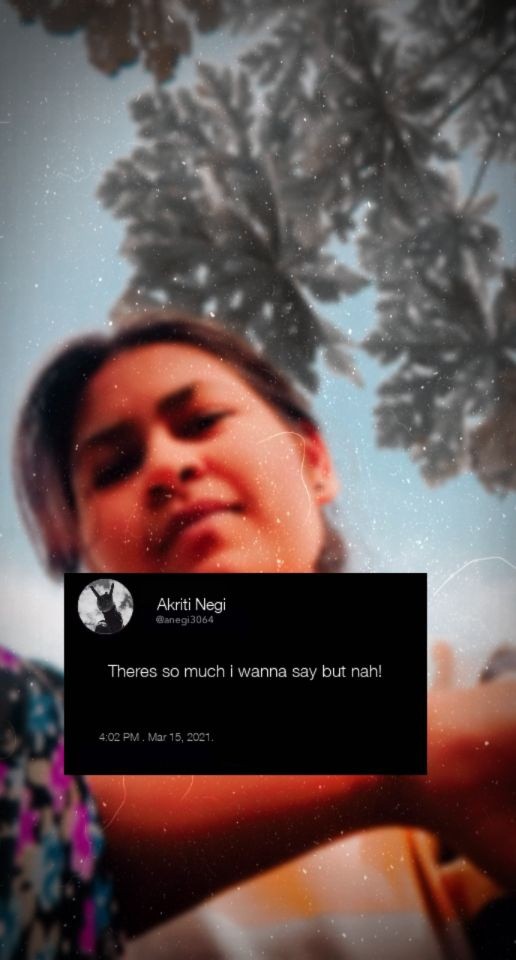 Akriti Negi
@anegi3064
Theres so much i wanna say but nah!
4:02 PM . Mar 15, 2021.